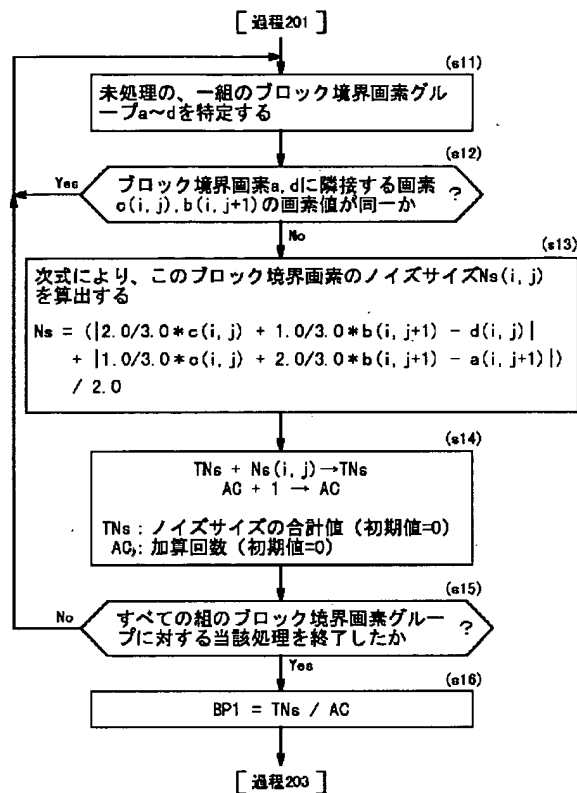 [過程201]
(s11)
未処理の、一組のブロック境界画素グルー
プa〜dを特定する
(s12)
Yes
ブロック境界画素a,dに隣接する画素
c(i,j),b(i,j+1)の画素値が同一か
?
No
(s13)
次式により、このブロック境界画素のノイズサイズNs(i,j)
を算出する
Ns = (|2.0/3.0*c(i,j) + 1.0/3.0*b(i,j+1) - d(i,j)|
+ |1.0/3.0*c(i,j) + 2.0/3.0*b(i,j+1) - a(i,j+1)|)
/ 2.0
(s14)
TNs + Ns(i,j)→TNs
AC + 1 → AC
TNs：ノイズサイズの合計値 (初期値=0)
AC：加算回数 (初期値=0)
(s15)
No
すべての組のブロック境界画素グルー
プに対する当該処理を終了したか
?
Yes
(s16)
BP1 = TNs / AC
[過程203]